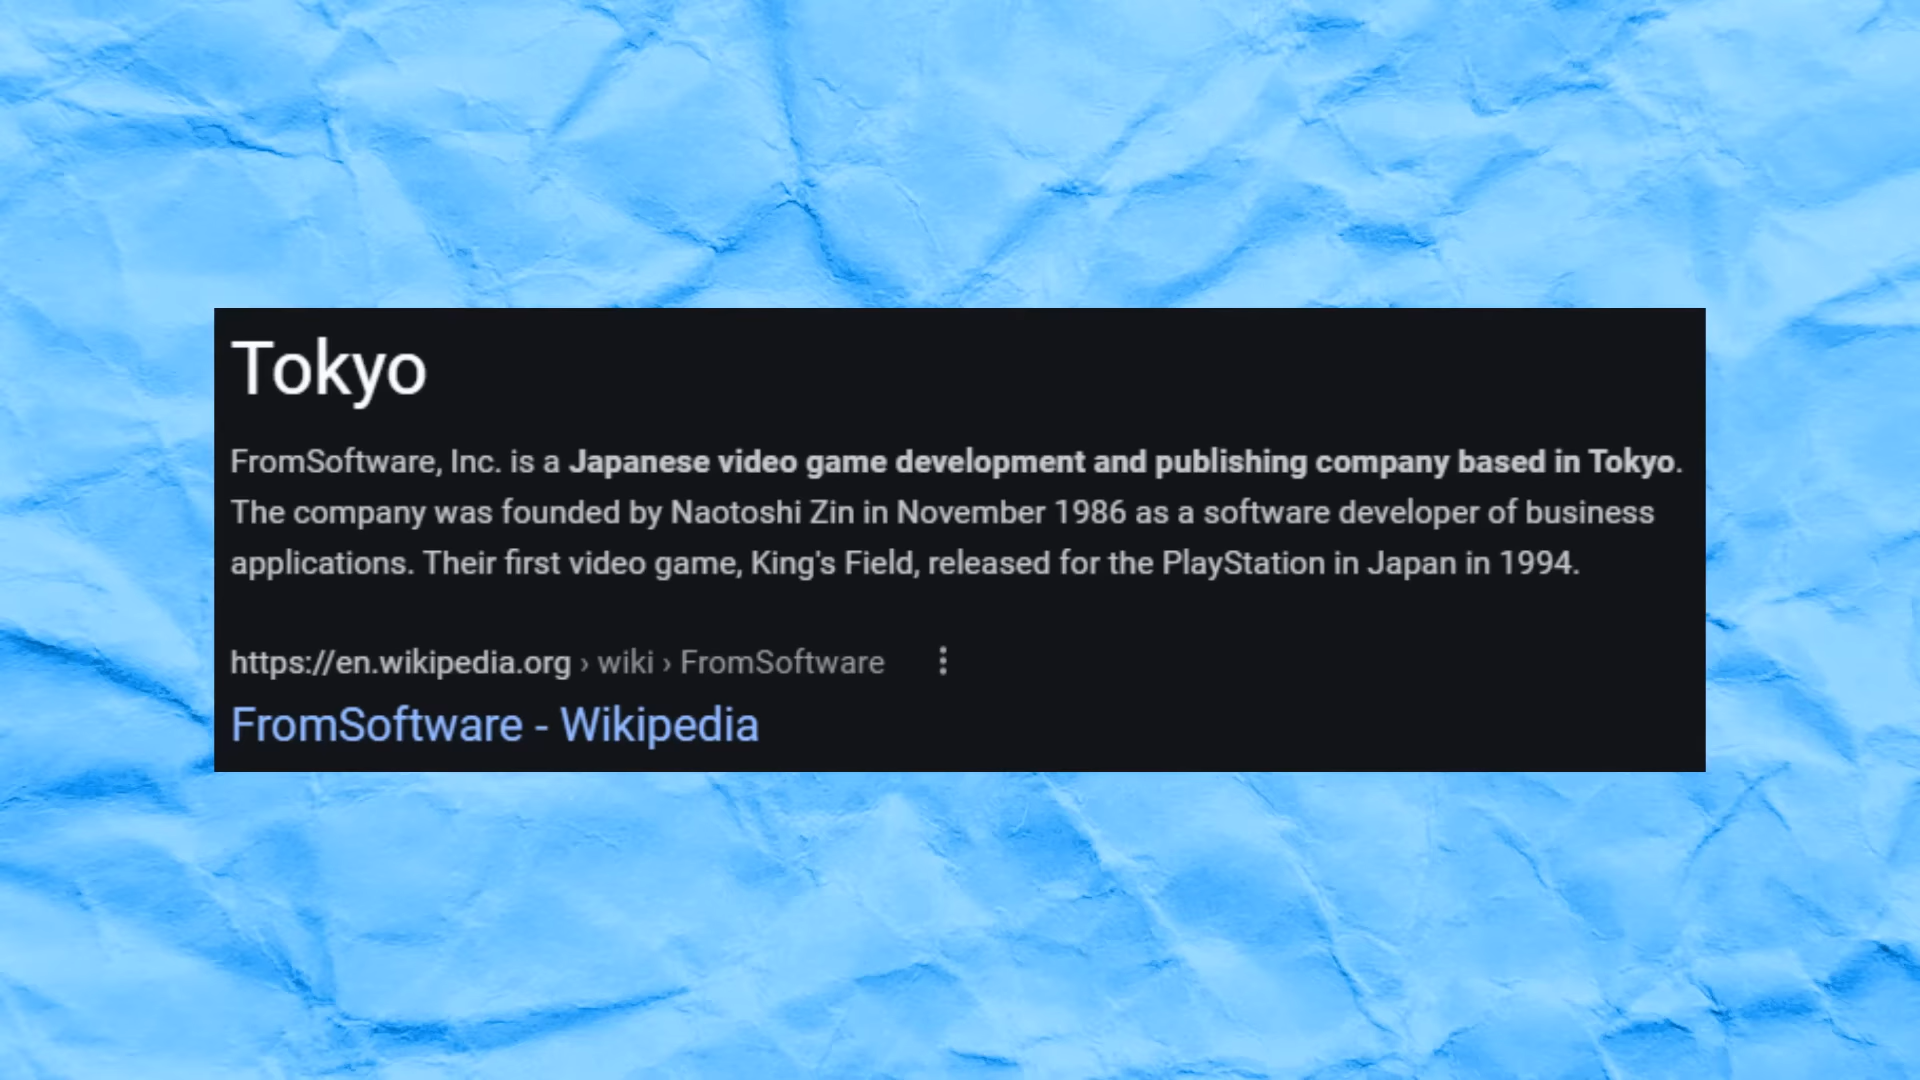 Tokyo
FromSoftware, Inc. is a Japanese video game development and publishing company based in Tokyo.
The company was founded by Naotoshi Zin in November 1986 as a software developer of business
applications. Their first video game, King's Field, released for the PlayStation in Japan in 1994.
https://en.wikipedia.org › wiki › FromSoftware
FromSoftware - Wikipedia